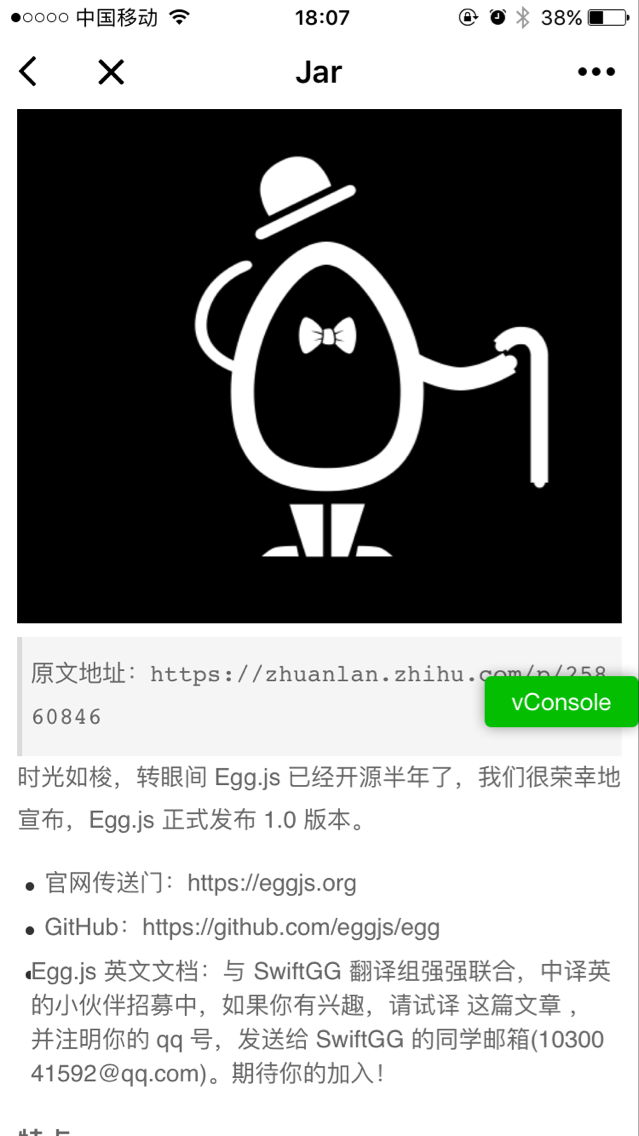 中国移动 18:07 38%
Jar
原文地址：https://zhuanlan.zhihu.com/p/258
60846
vConsole
时光如梭，转眼间 Egg.js 已经开源半年了，我们很荣幸地
宣布，Egg.js 正式发布 1.0 版本。
官网传送门：https://eggjs.org
GitHub：https://github.com/eggjs/egg
Egg.js 英文文档：与 SwiftGG 翻译组强强联合，中译英
的小伙伴招募中，如果你有兴趣，请试译 这篇文章 ，
并注明你的 qq 号，发送给 SwiftGG 的同学邮箱(10300
41592@qq.com)。期待你的加入！